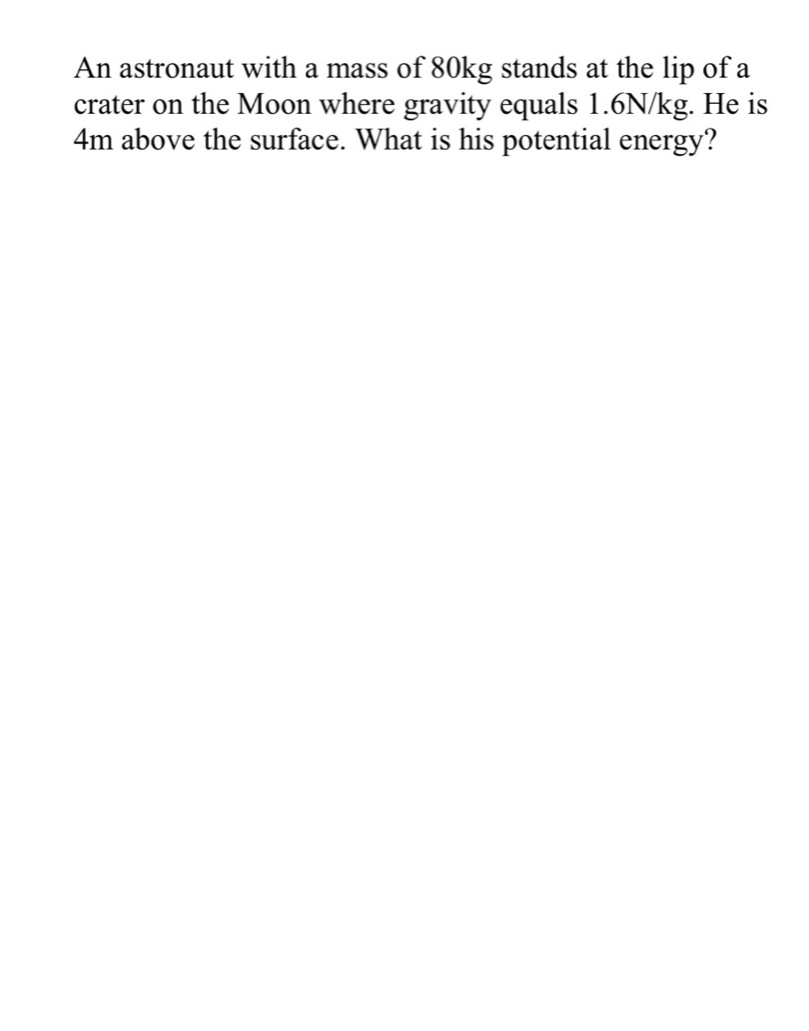 An astronaut with a mass of 80kg stands at the lip of a
crater on the Moon where gravity equals 1.6N/kg. He is
4m above the surface. What is his potential energy?